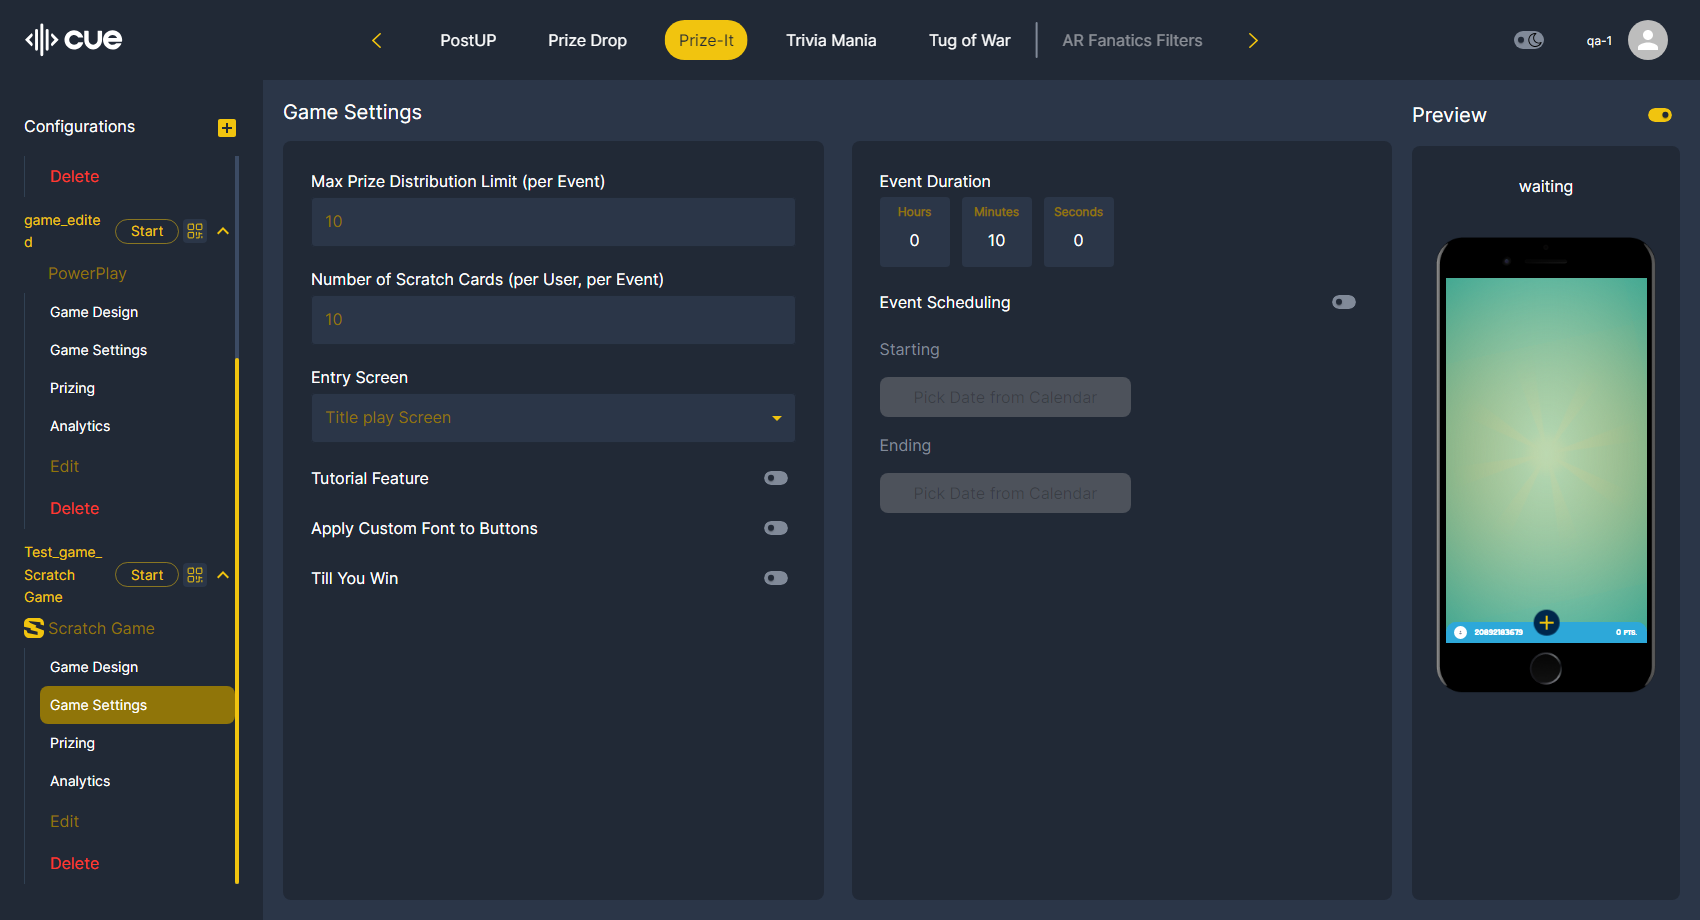 cue
PostUP
Prize Drop
Prize-It
Trivia Mania
Tug of War
AR Fanatics Filters
qa-1
Configurations
Delete
game_edite
d
Start
PowerPlay
Game Design
Game Settings
Prizing
Analytics
Edit
Delete
Test_game_
Scratch
Game
Start
Scratch Game
Game Design
Game Settings
Prizing
Analytics
Edit
Delete
Game Settings
Max Prize Distribution Limit (per Event)
10
Number of Scratch Cards (per User, per Event)
10
Entry Screen
Title play Screen
Tutorial Feature
Apply Custom Font to Buttons
Till You Win
Event Duration
Hours
0
Minutes
10
Seconds
0
Event Scheduling
Starting
Pick Date from Calendar
Ending
Pick Date from Calendar
Preview
waiting
0 PTS.